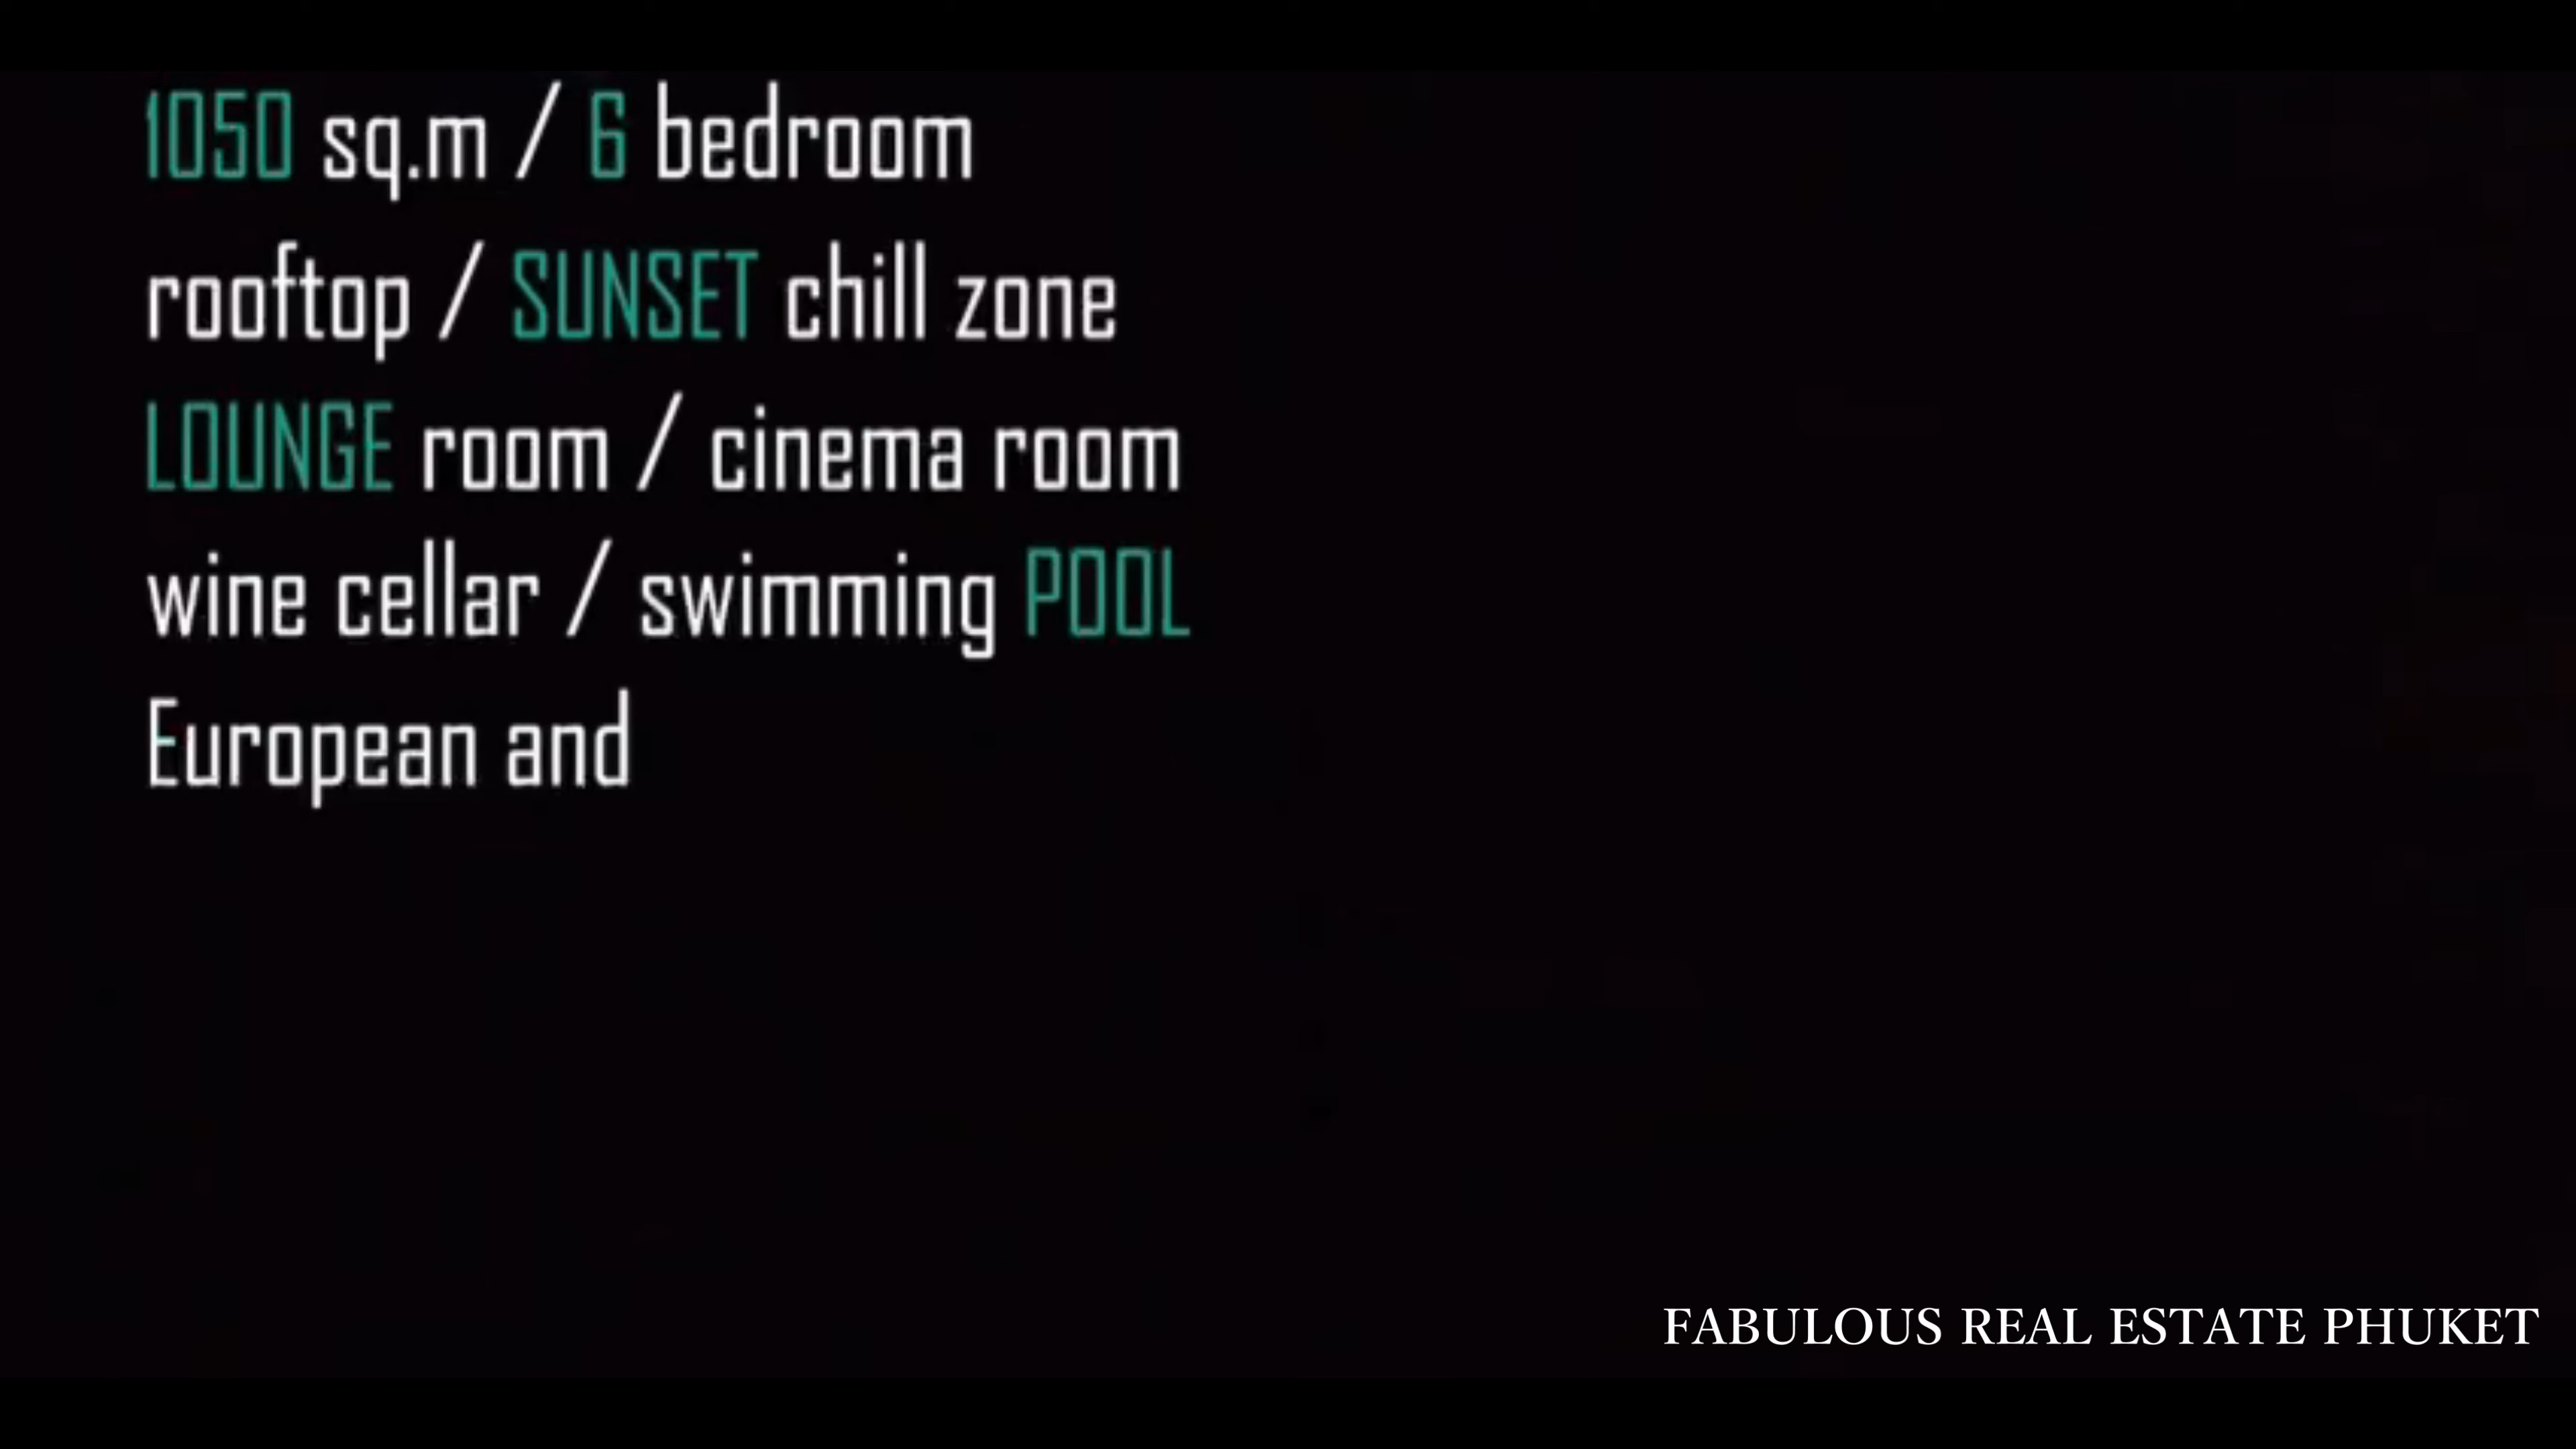 1050 sq.m / 6 bedroom
rooftop / SUNSET chill zone
LOUNGE room / cinema room
wine cellar / swimming POOL
European and
FABULOUS REAL ESTATE PHUKET